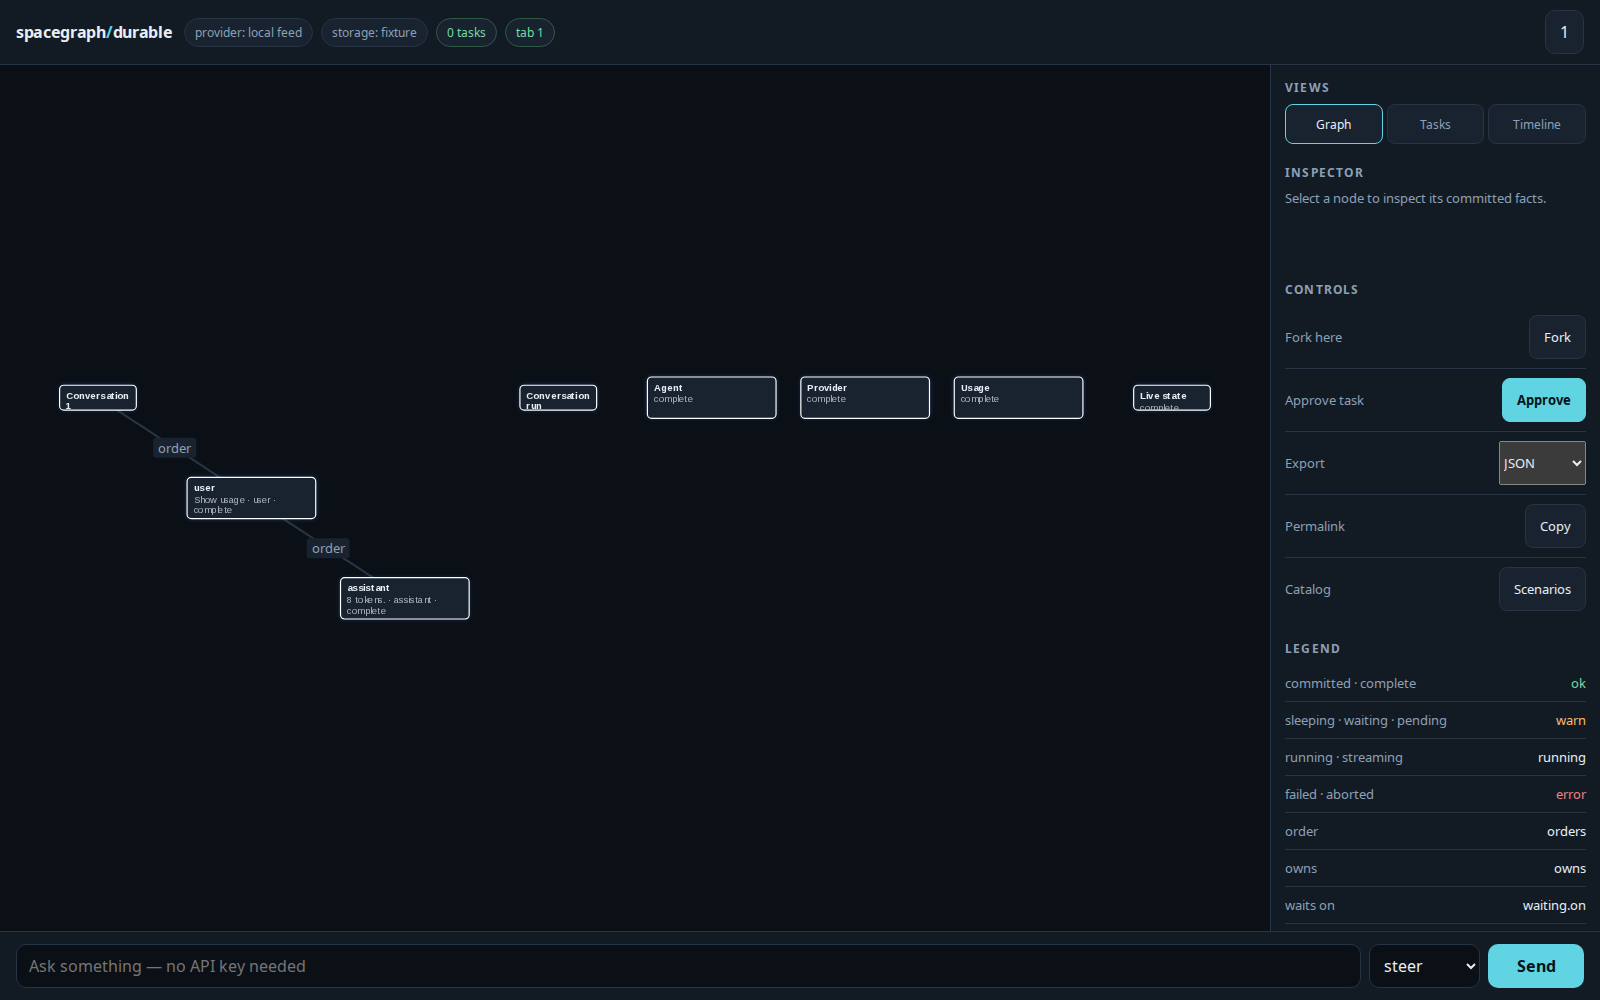 spacegraph/durable
provider: local feed
storage: fixture
0 tasks
tab 1
1
VIEWS
Graph
Tasks
Timeline
INSPECTOR
Select a node to inspect its committed facts.
CONTROLS
Fork here
Fork
Approve task
Approve
Export
JSON
Permalink
Copy
Catalog
Scenarios
LEGEND
committed · complete
ok
sleeping · waiting · pending
warn
running · streaming
running
failed · aborted
error
order
orders
owns
owns
waits on
waiting.on
Conversation
1
order
user
Show usage · user ·
complete
order
assistant
8 tokens. · assistant ·
complete
Conversation
run
Agent
complete
Provider
complete
Usage
complete
Live state
complete
Ask something — no API key needed
steer
Send